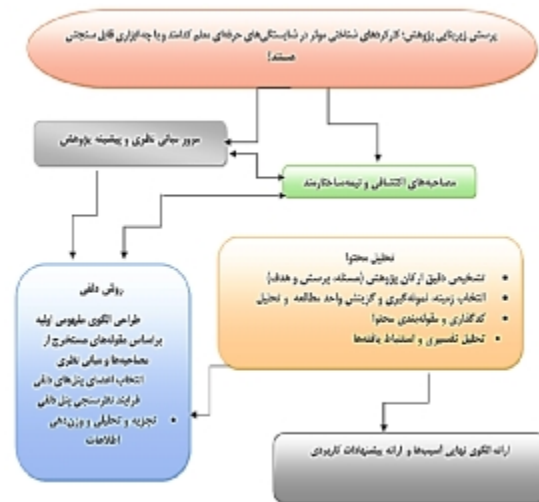 پرسش زیربنایی پژوهش: کارکردهای شناختی موثر در شایستگی‌های حرفه‌ای معلم کدامند و با چه ابزاری قابل سنجش
هستند؟
مرور مبانی نظری و پیشینه پژوهش
مصاحبه‌های اکتشافی و نیمه‌ساختارمند
تحلیل محتوا
تشخیص دقیق ارکان پژوهش (مسئله، پرسش و هدف)
انتخاب زمینه، نمونه‌گیری و گزینش واحد مطالعه و تحلیل
کدگذاری و مقوله‌بندی محتوا
تحلیل تفسیری و استنباط یافته‌ها
روش دلفی
طراحی الگوی مفهومی اولیه
براساس مقوله‌های مستخرج از
مصاحبه‌ها و مبانی نظری
انتخاب اعضای پنل‌های دلفی
فرایند نظرسنجی پنل دلفی
تجزیه و تحلیلی و وزن‌دهی
اطلاعات
ارائه الگوی نهایی آسیب‌ها و ارائه پیشنهادات کاربردی